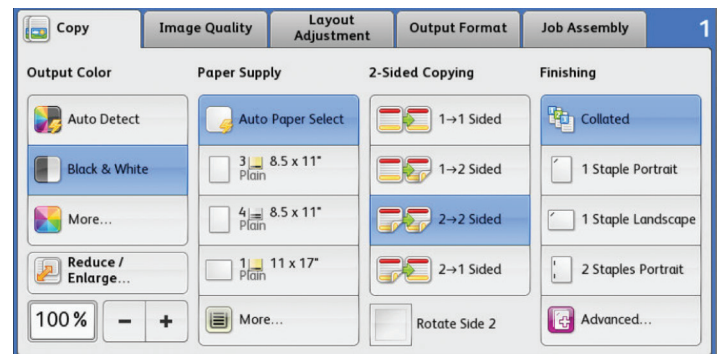 Copy
Image Quality
Layout
Adjustment
Output Format
Job Assembly
1
Output Color
Auto Detect
Black & White
More...
Reduce /
Enlarge...
100%
−
+
Paper Supply
Auto Paper Select
3 8.5 x 11"
Plain
4 8.5 x 11"
Plain
1 11 x 17"
Plain
More...
2-Sided Copying
1→1 Sided
1→2 Sided
2→2 Sided
2→1 Sided
Rotate Side 2
Finishing
Collated
1 Staple Portrait
1 Staple Landscape
2 Staples Portrait
Advanced...